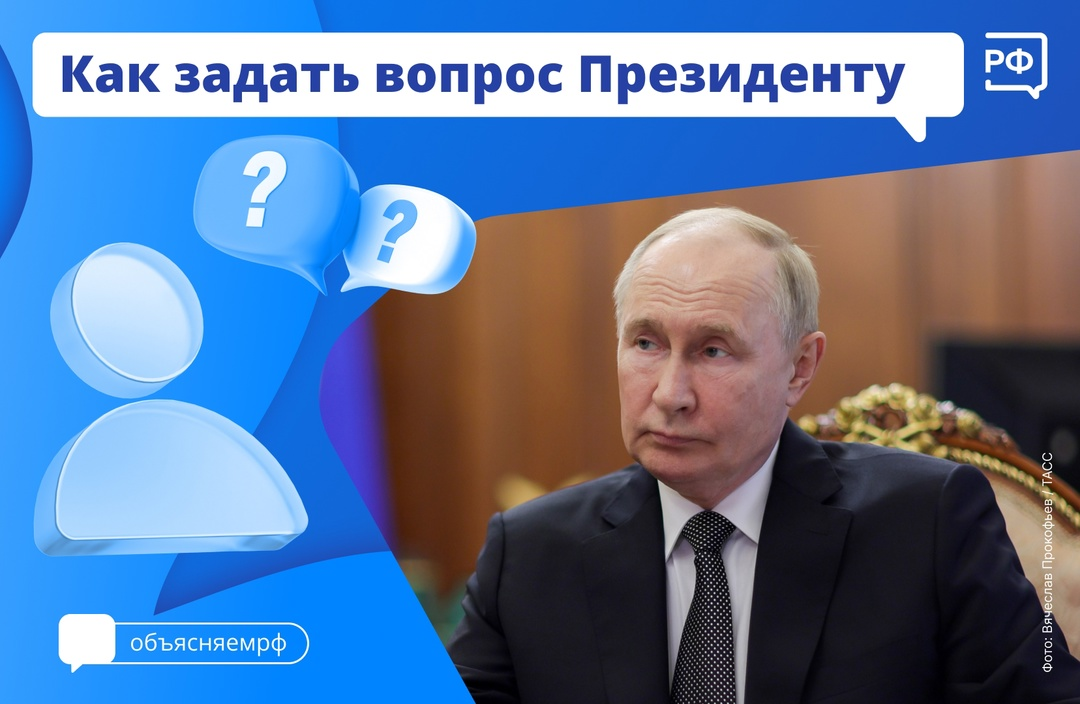 Как задать вопрос Президенту
РФ
?
?
объясняемрф
Фото: Вячеслав Прокофьев / ТАСС